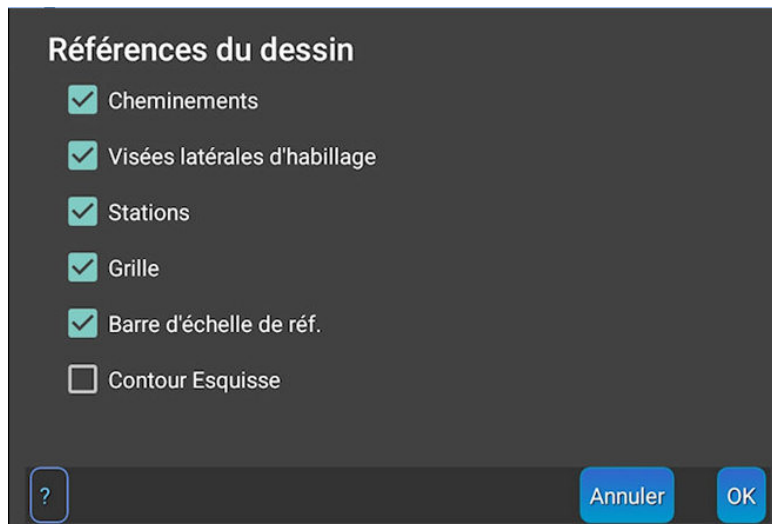 Références du dessin
Cheminements
Visées latérales d'habillage
Stations
Grille
Barre d'échelle de réf.
Contour Esquisse
? Annuler OK